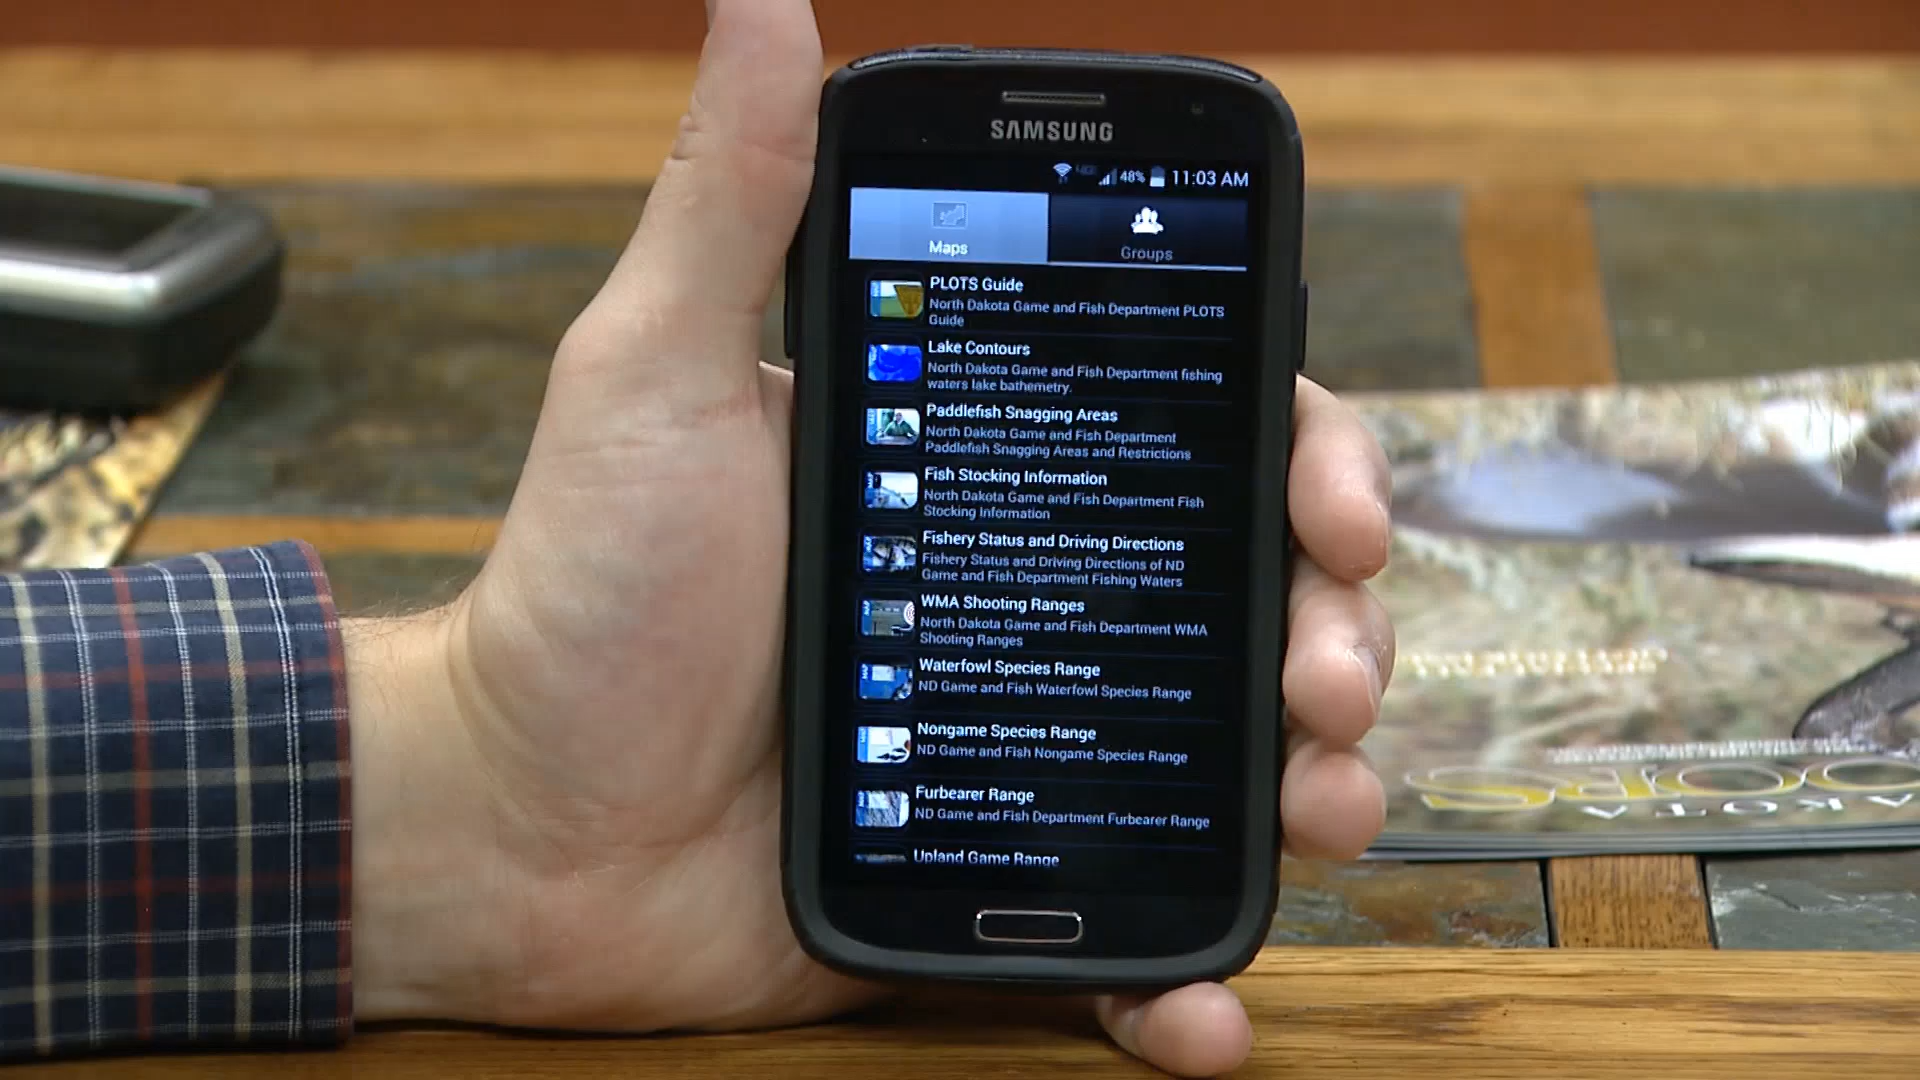 SAMSUNG
48% 11:03 AM
Maps
Groups
PLOTS Guide
North Dakota Game and Fish Department PLOTS
Guide
Lake Contours
North Dakota Game and Fish Department fishing
waters lake bathemetry.
Paddlefish Snagging Areas
North Dakota Game and Fish Department
Paddlefish Snagging Areas and Restrictions
Fish Stocking Information
North Dakota Game and Fish Department Fish
Stocking Information
Fishery Status and Driving Directions
Fishery Status and Driving Directions of ND
Game and Fish Department Fishing Waters
WMA Shooting Ranges
North Dakota Game and Fish Department WMA
Shooting Ranges
Waterfowl Species Range
ND Game and Fish Waterfowl Species Range
Nongame Species Range
ND Game and Fish Nongame Species Range
Furbearer Range
ND Game and Fish Department Furbearer Range
Upland Game Range